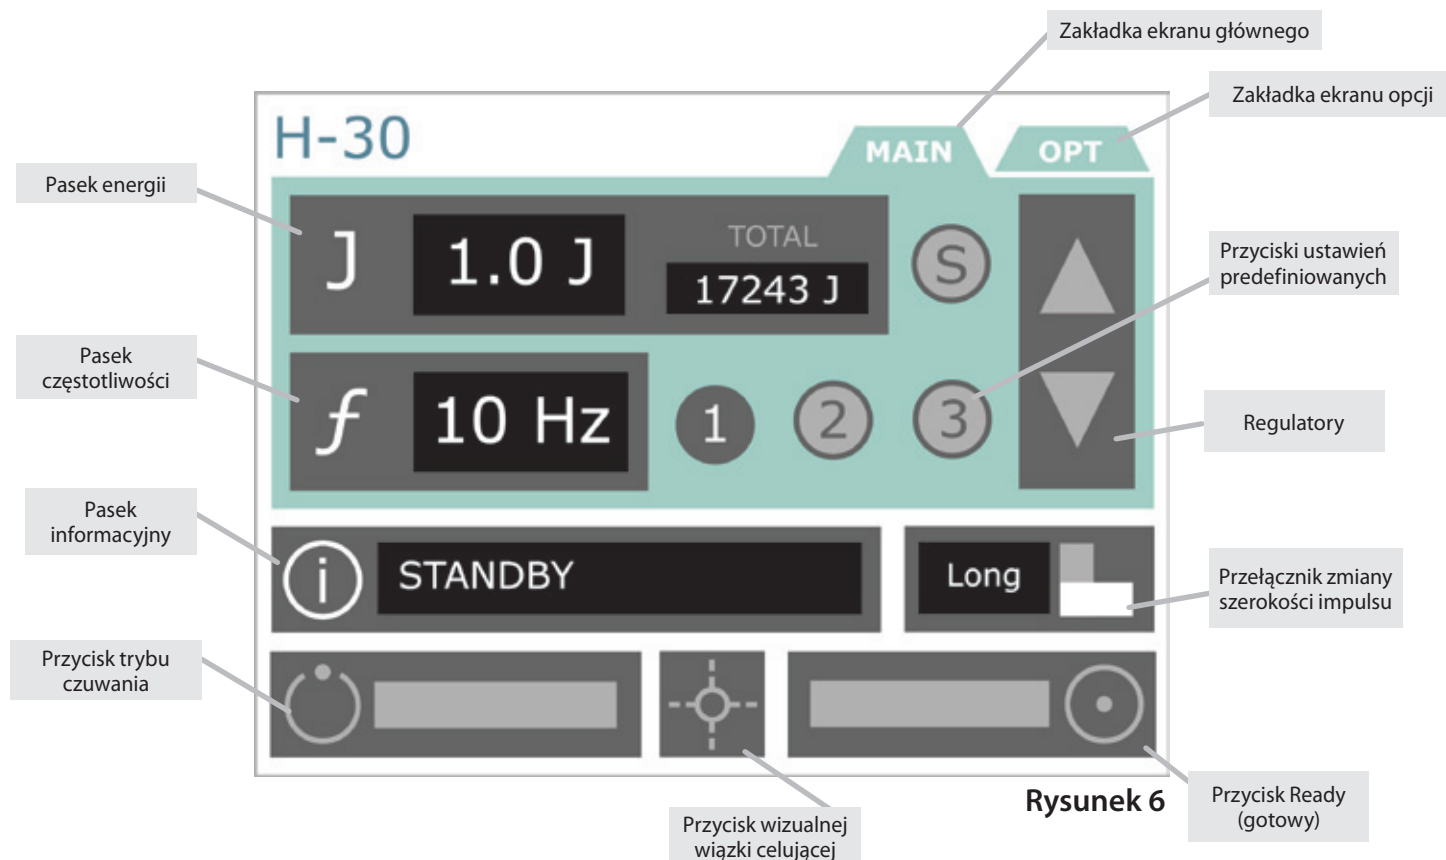 Zakładka ekranu głównego
Zakładka ekranu opcji
H-30
MAIN
OPT
Pasek energii
J
1.0 J
TOTAL
17243 J
S
Przyciski ustawień
predefiniowanych
Pasek
częstotliwości
f
10 Hz
1
2
3
Regulatory
Pasek
informacyjny
i
STANDBY
Long
Przełącznik zmiany
szerokości impulsu
Przycisk trybu
czuwania
Rysunek 6
Przycisk Ready
(gotowy)
Przycisk wizualnej
wiązki celującej